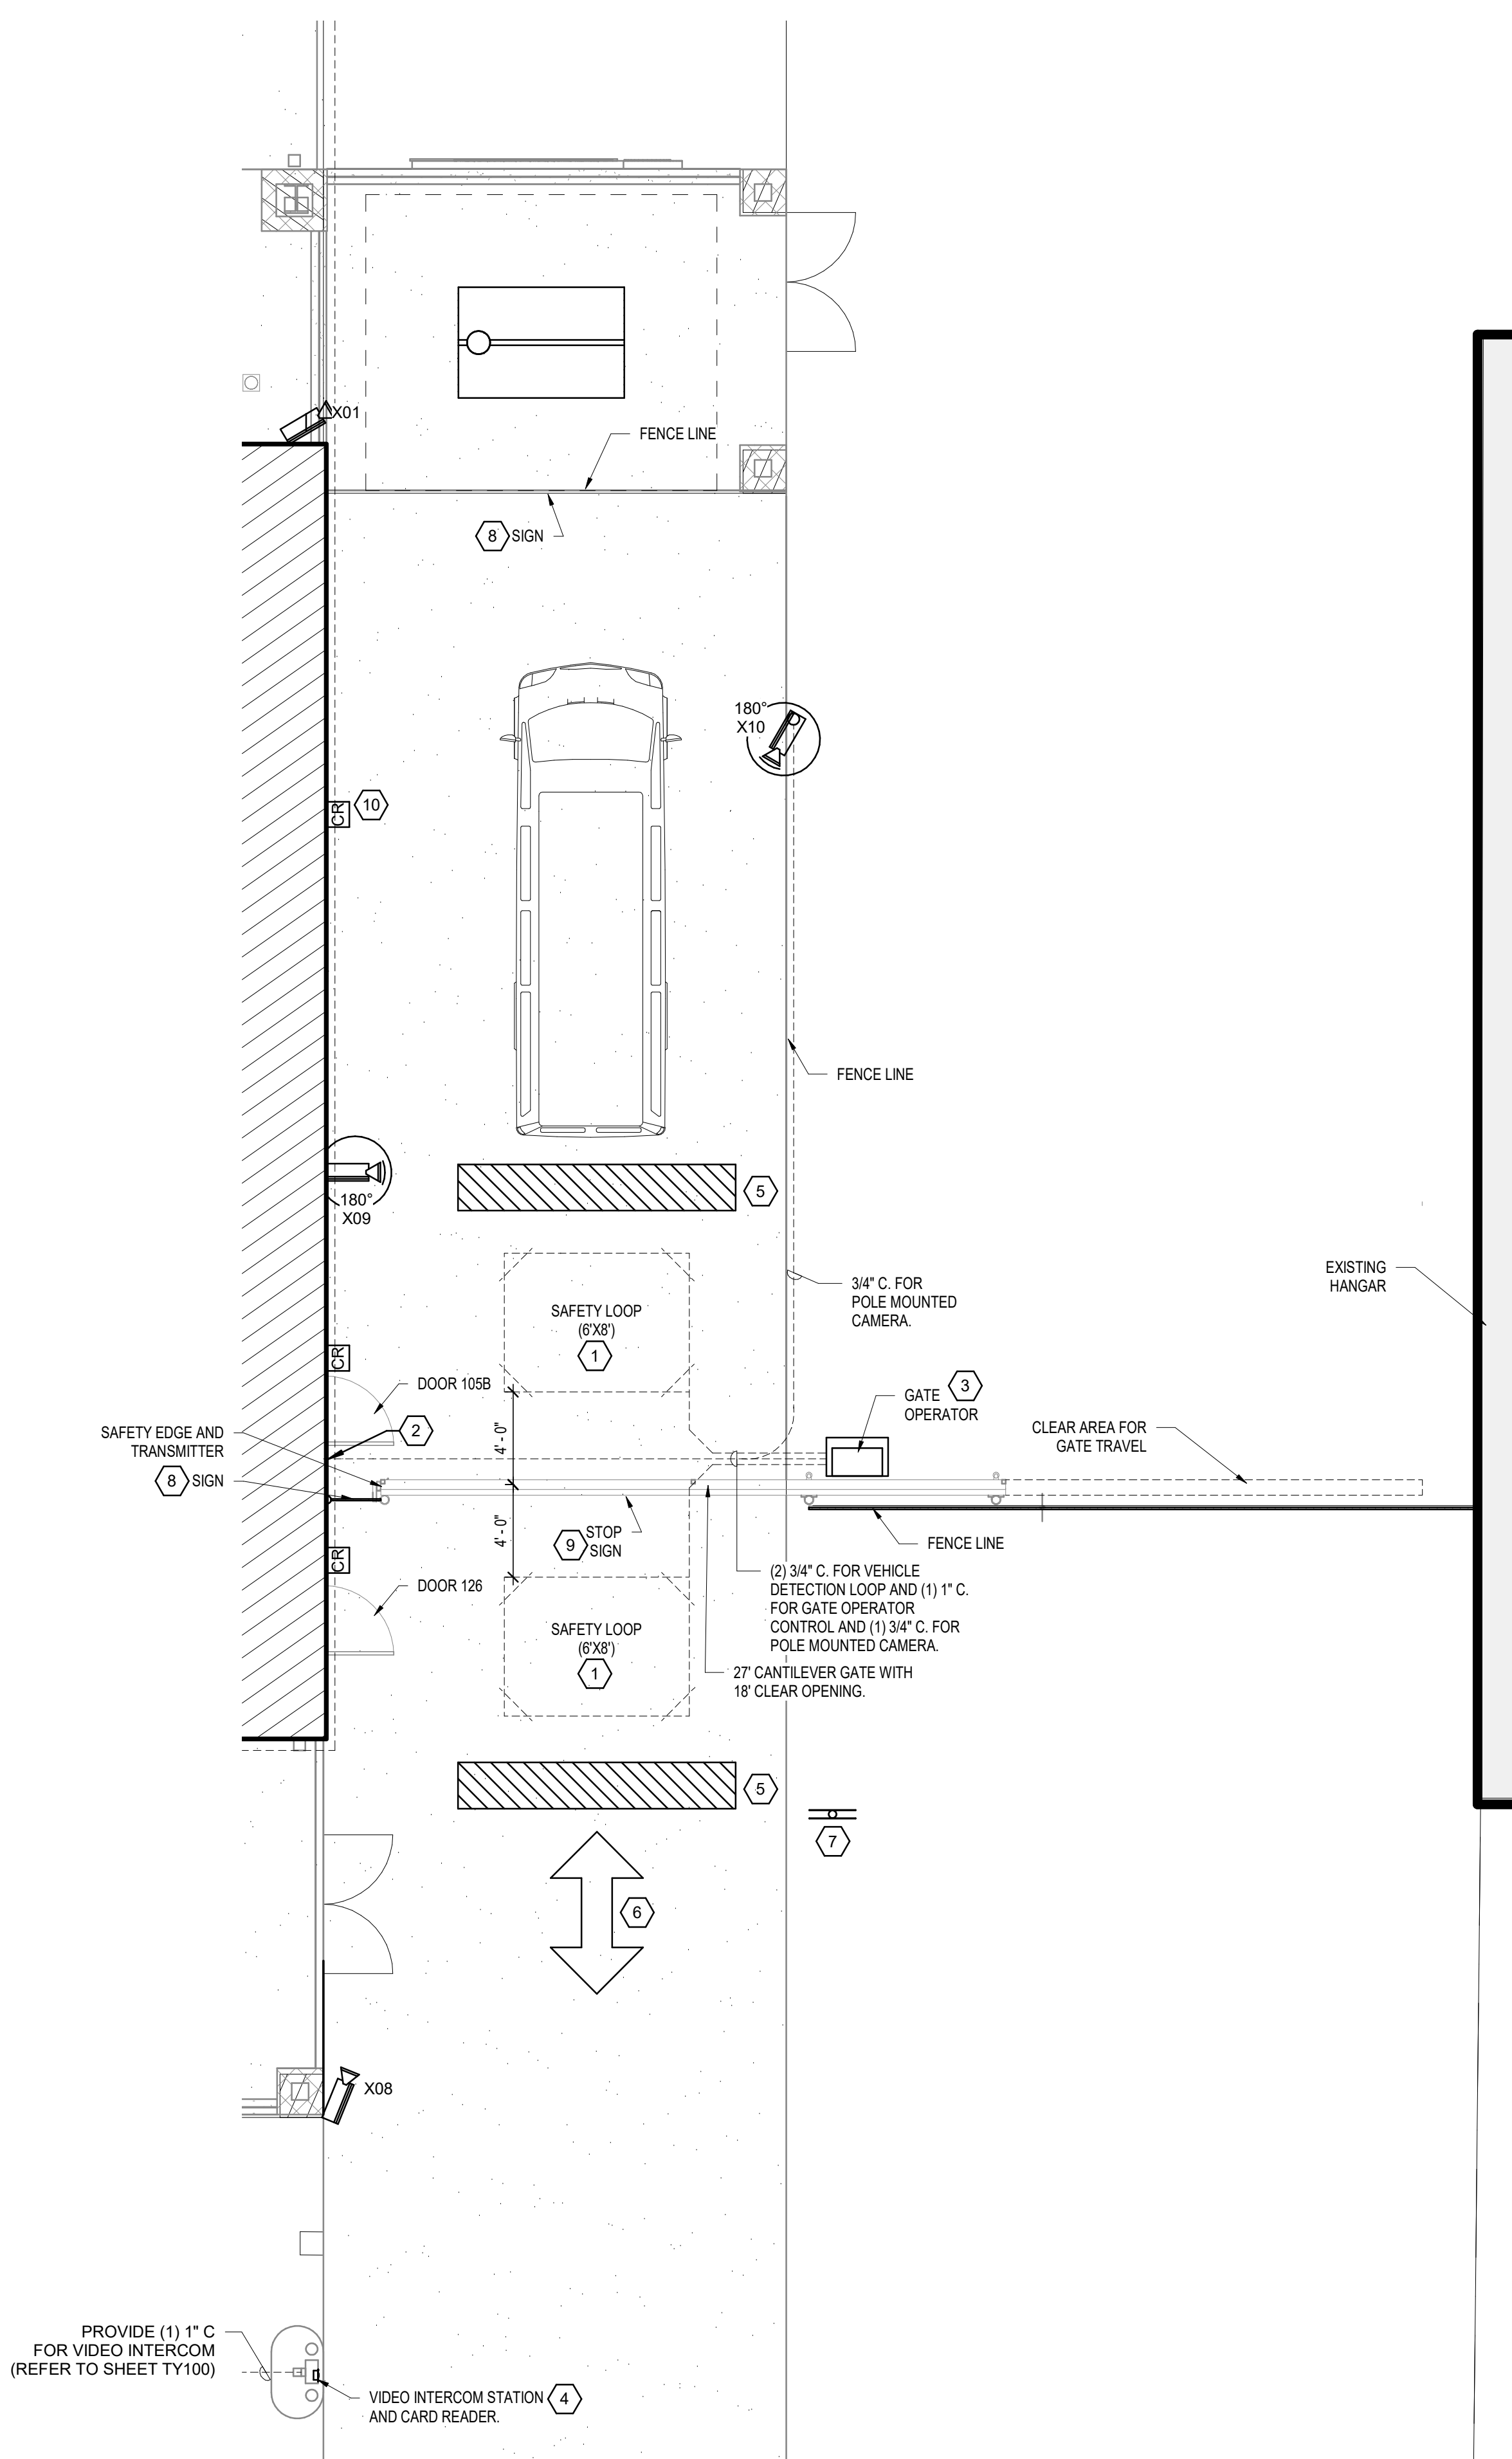 X01
FENCE LINE
8 SIGN
180°
X10
CR 10
FENCE LINE
5
180°
X09
3/4" C. FOR
POLE MOUNTED
CAMERA.
EXISTING
HANGAR
SAFETY LOOP
(6'X8')
1
CR
DOOR 105B
GATE 3
OPERATOR
2
SAFETY EDGE AND
TRANSMITTER
8 SIGN
4' - 0"
CLEAR AREA FOR
GATE TRAVEL
4' - 0"
9 STOP
SIGN
FENCE LINE
CR
DOOR 126
(2) 3/4" C. FOR VEHICLE
DETECTION LOOP AND (1) 1" C.
FOR GATE OPERATOR
CONTROL AND (1) 3/4" C. FOR
POLE MOUNTED CAMERA.
SAFETY LOOP
(6'X8')
1
27' CANTILEVER GATE WITH
18' CLEAR OPENING.
5
7
6
X08
PROVIDE (1) 1" C
FOR VIDEO INTERCOM
(REFER TO SHEET TY100)
VIDEO INTERCOM STATION 4
AND CARD READER.